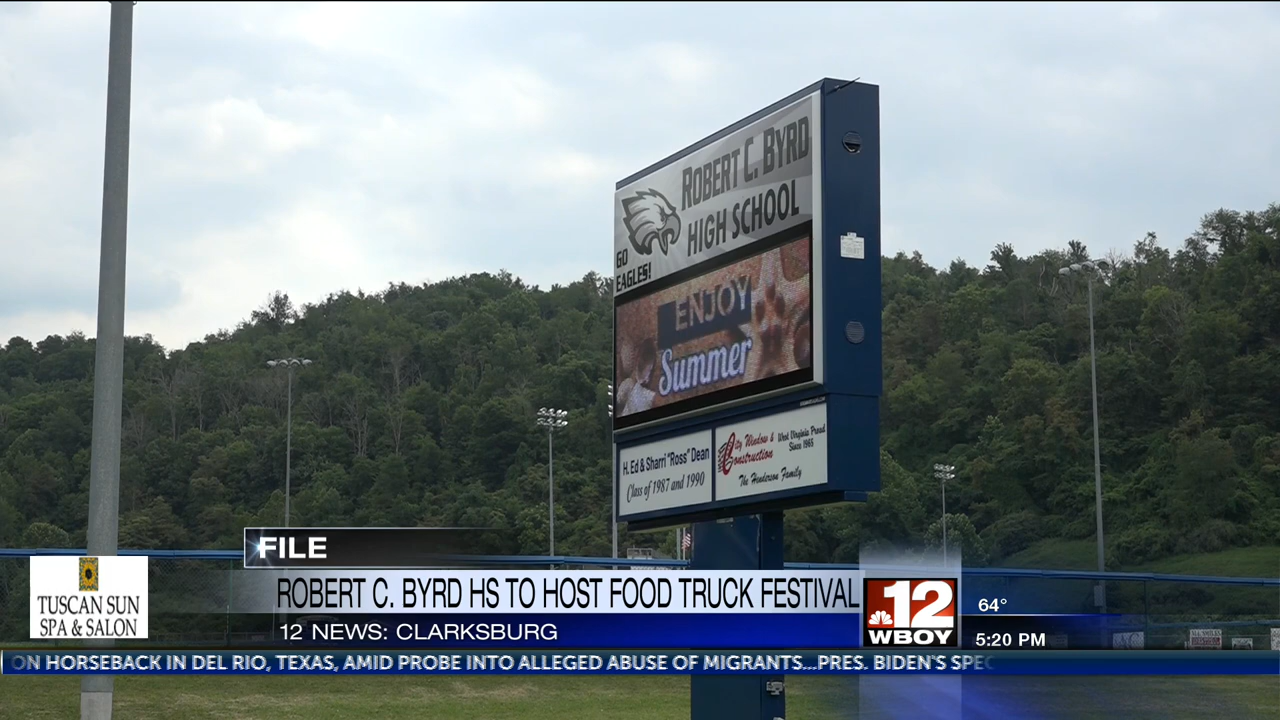 ROBERT C. BYRD
HIGH SCHOOL
GO
EAGLES!
ENJOY
Summer
H. Ed & Sharri "Ross" Dean
Class of 1987 and 1990
City Window &
Construction
West Virginia Proud
Since 1985
The Henderson Family
FILE
ROBERT C. BYRD HS TO HOST FOOD TRUCK FESTIVAL
12 NEWS: CLARKSBURG
TUSCAN SUN
SPA & SALON
12
WBOY
64°
5:20 PM
ON HORSEBACK IN DEL RIO, TEXAS, AMID PROBE INTO ALLEGED ABUSE OF MIGRANTS...PRES. BIDEN'S SPEC